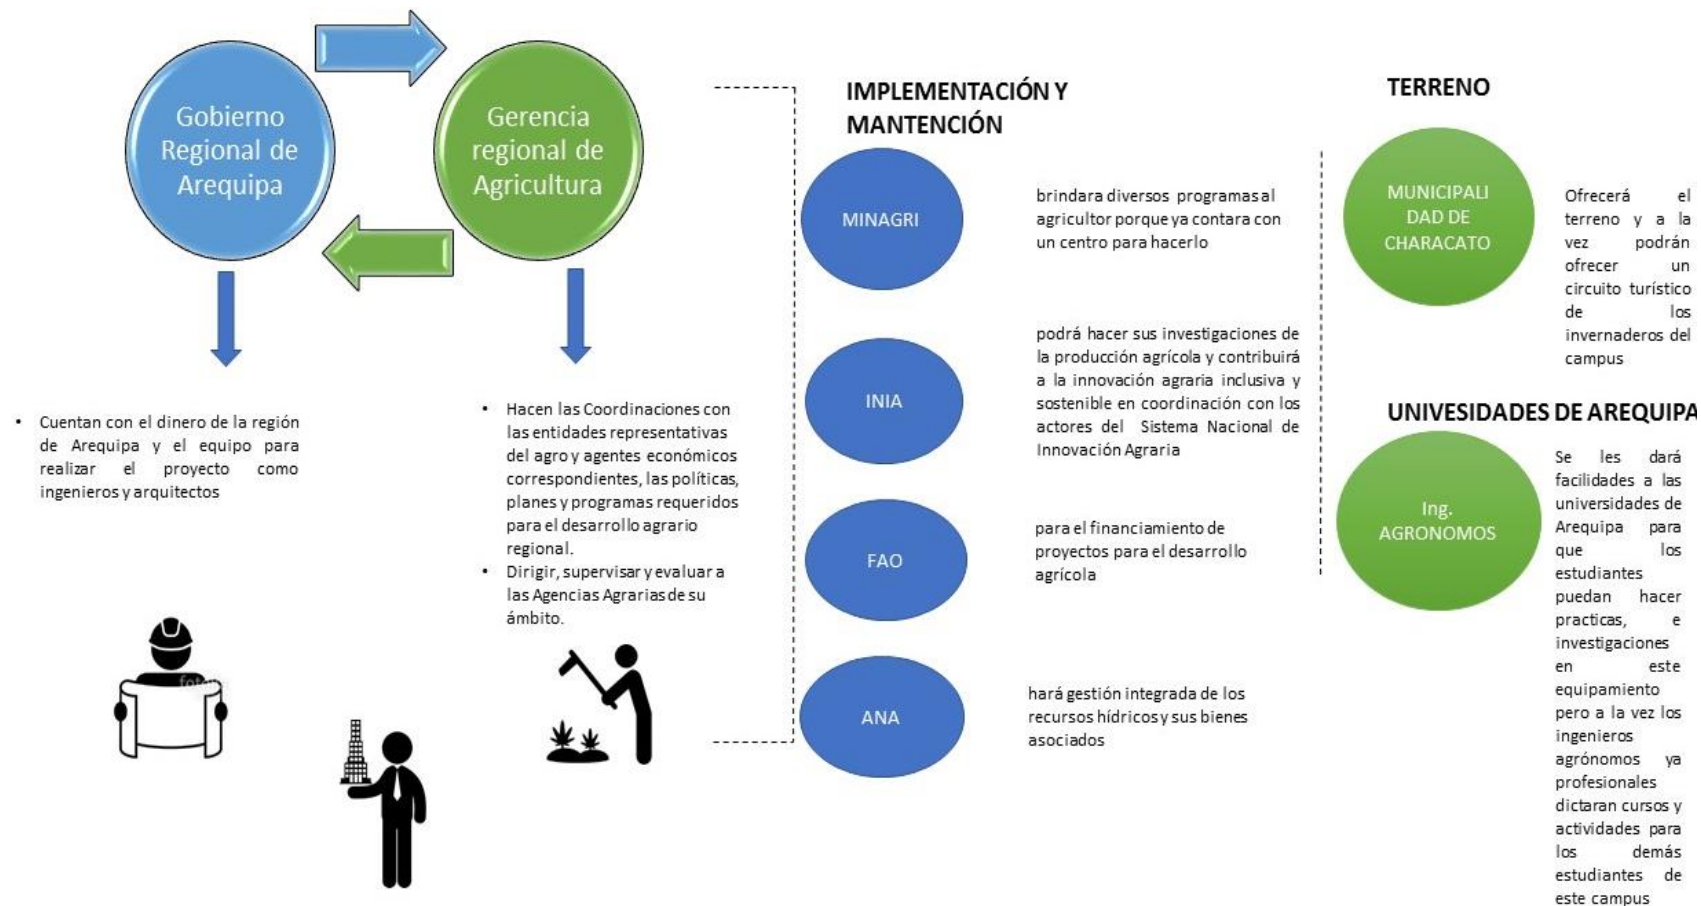 Gobierno
Regional de
Arequipa
Gerencia
regional de
Agricultura
• Cuentan con el dinero de la región
de Arequipa y el equipo para
realizar el proyecto como
ingenieros y arquitectos
• Hacen las Coordinaciones con
las entidades representativas
del agro y agentes económicos
correspondientes, las políticas,
planes y programas requeridos
para el desarrollo agrario
regional.
• Dirigir, supervisar y evaluar a
las Agencias Agrarias de su
ámbito.
IMPLEMENTACIÓN Y
MANTENCIÓN
MINAGRI
brindara diversos programas al
agricultor porque ya contara con
un centro para hacerlo
INIA
podrá hacer sus investigaciones de
la producción agrícola y contribuirá
a la innovación agraria inclusiva y
sostenible en coordinación con los
actores del Sistema Nacional de
Innovación Agraria
FAO
para el financiamiento de
proyectos para el desarrollo
agrícola
ANA
hará gestión integrada de los
recursos hídricos y sus bienes
asociados
TERRENO
MUNICIPALI
DAD DE
CHARACATO
Ofrecerá el
terreno y a la
vez podrán
ofrecer un
circuito turístico
de los
invernaderos del
campus
UNIVESIDADES DE AREQUIPA
Ing.
AGRONOMOS
Se les dará
facilidades a las
universidades de
Arequipa para
que los
estudiantes
puedan hacer
practicas, e
investigaciones
en este
equipamiento
pero a la vez los
ingenieros
agrónomos ya
profesionales
dictaran cursos y
actividades para
los demás
estudiantes de
este campus